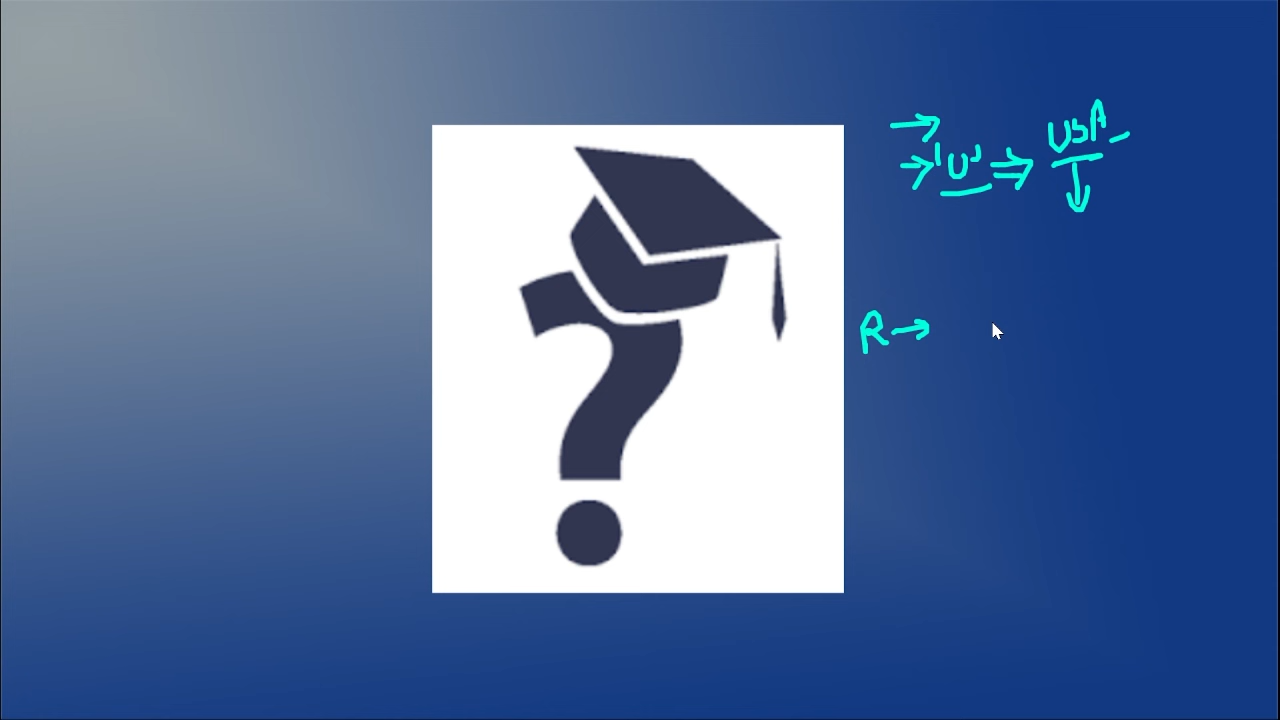 →
→ 'U' ⇒ USA -
↓
R →